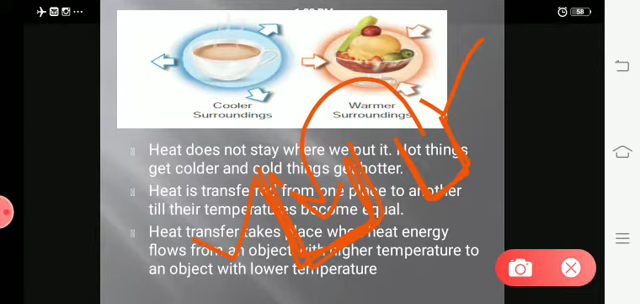 58
Cooler Warmer
Surroundings Surroundings
Heat does not stay where we put it. Hot things
get colder and cold things get hotter.
Heat is transferred from one place to another
till their temperatures become equal.
Heat transfer takes place when heat energy
flows from an object with higher temperature to
an object with lower temperature